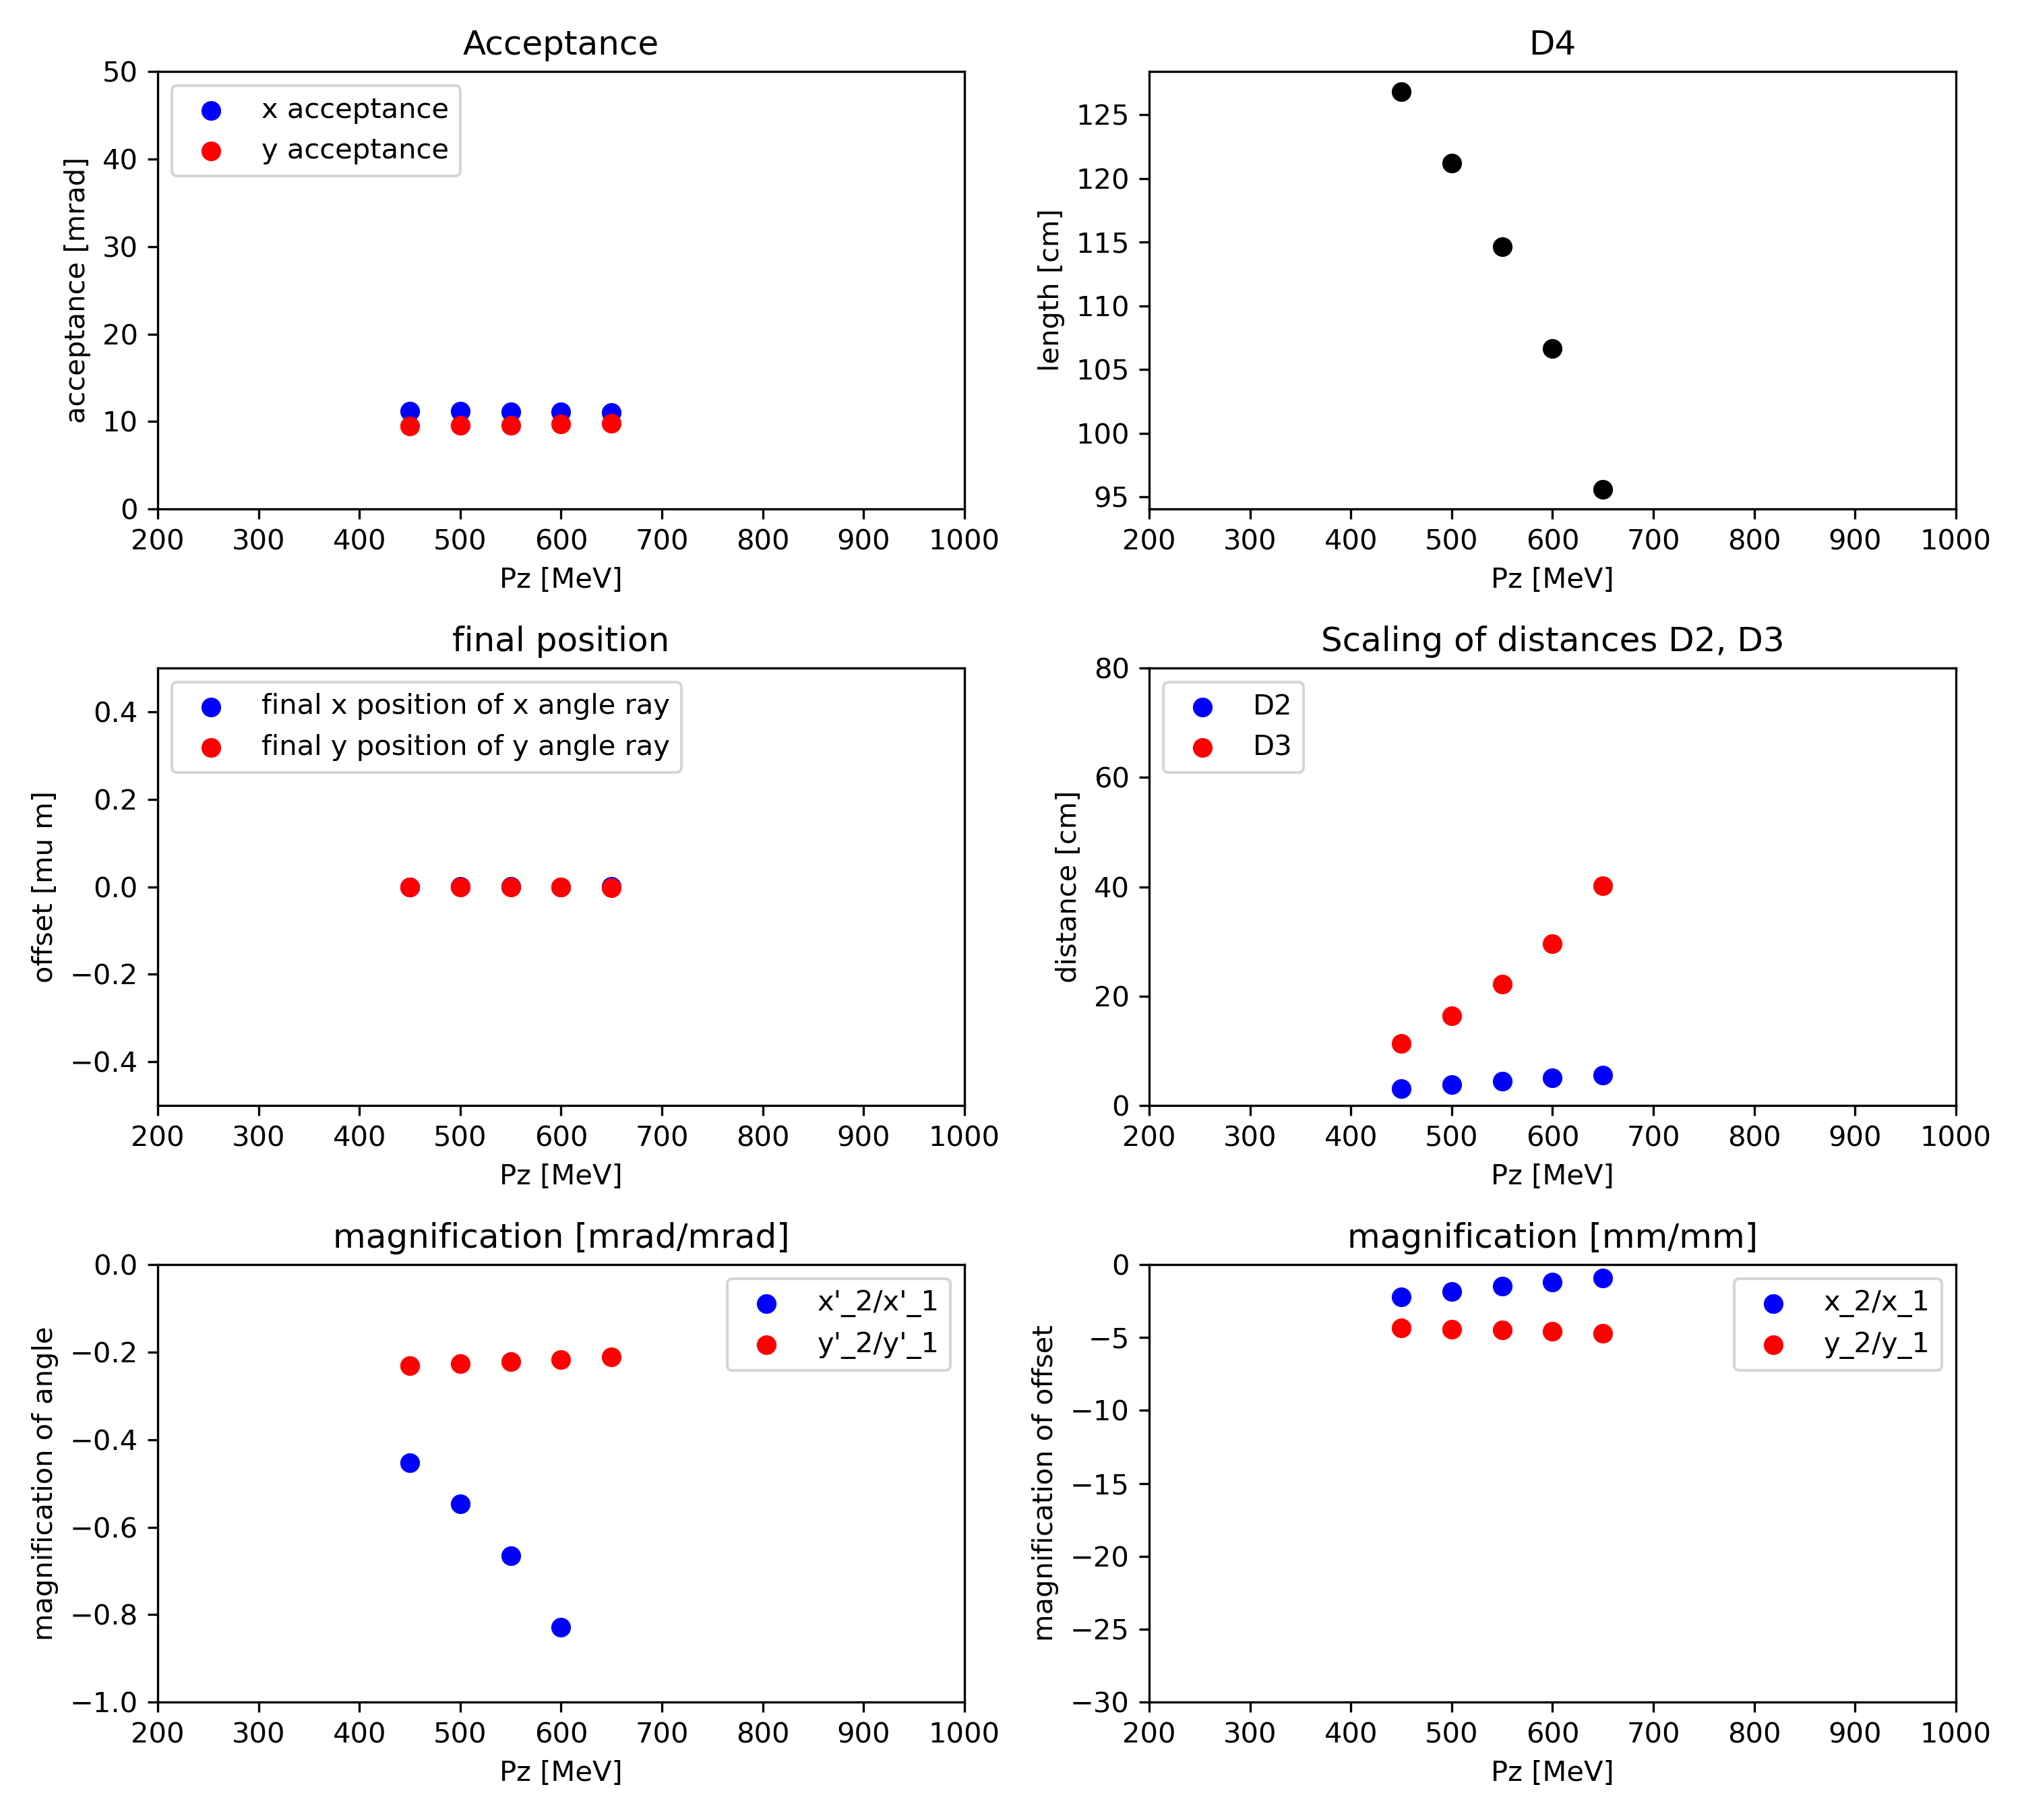 Acceptance
50
40
30
20
10
0
acceptance [mrad]
x acceptance
y acceptance
200 300 400 500 600 700 800 900 1000
Pz [MeV]
D4
125
120
115
110
105
100
95
length [cm]
200 300 400 500 600 700 800 900 1000
Pz [MeV]
final position
0.4
0.2
0.0
−0.2
−0.4
offset [mu m]
final x position of x angle ray
final y position of y angle ray
200 300 400 500 600 700 800 900 1000
Pz [MeV]
Scaling of distances D2, D3
80
60
40
20
0
distance [cm]
D2
D3
200 300 400 500 600 700 800 900 1000
Pz [MeV]
magnification [mrad/mrad]
0.0
−0.2
−0.4
−0.6
−0.8
−1.0
magnification of angle
x'_2/x'_1
y'_2/y'_1
200 300 400 500 600 700 800 900 1000
Pz [MeV]
magnification [mm/mm]
0
−5
−10
−15
−20
−25
−30
magnification of offset
x_2/x_1
y_2/y_1
200 300 400 500 600 700 800 900 1000
Pz [MeV]